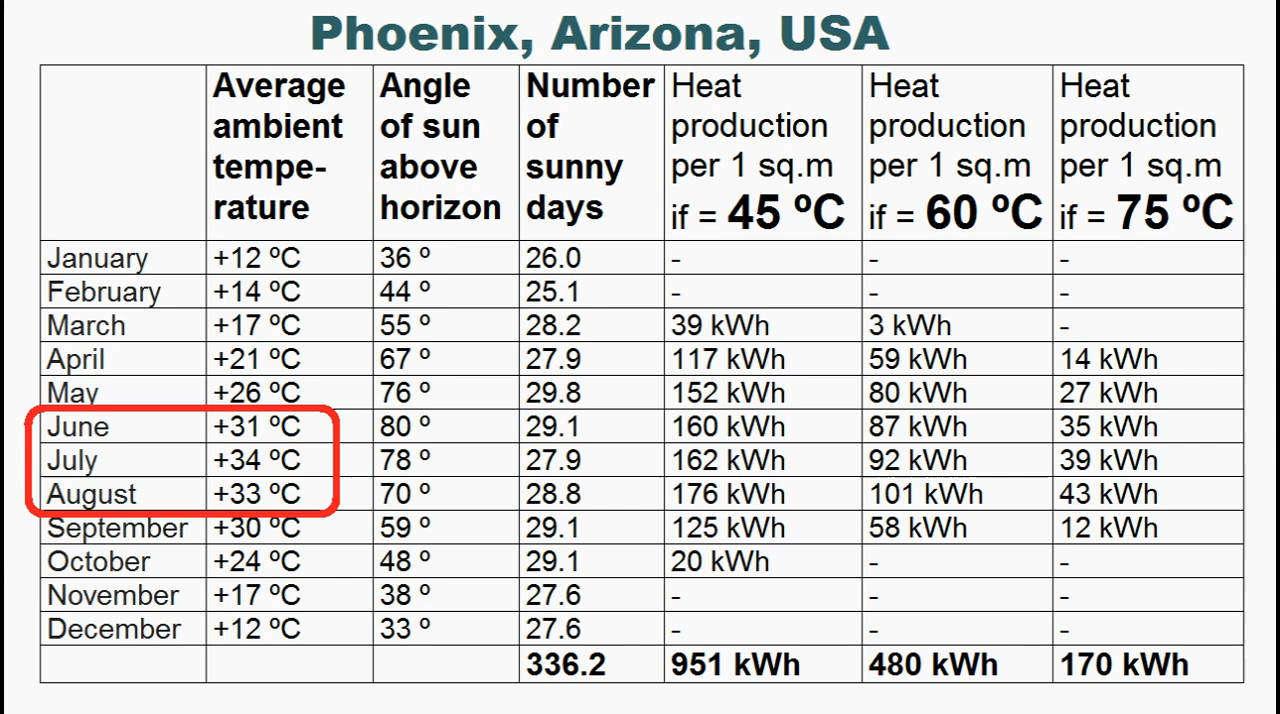 Phoenix, Arizona, USA
Average ambient tempe- rature | Angle of sun above horizon | Number of sunny days | Heat production per 1 sq.m if = 45 ºC | Heat production per 1 sq.m if = 60 ºC | Heat production per 1 sq.m if = 75 ºC
January +12 ºC 36 º 26.0 - - -
February +14 ºC 44 º 25.1 - - -
March +17 ºC 55 º 28.2 39 kWh 3 kWh -
April +21 ºC 67 º 27.9 117 kWh 59 kWh 14 kWh
May +26 ºC 76 º 29.8 152 kWh 80 kWh 27 kWh
June +31 ºC 80 º 29.1 160 kWh 87 kWh 35 kWh
July +34 ºC 78 º 27.9 162 kWh 92 kWh 39 kWh
August +33 ºC 70 º 28.8 176 kWh 101 kWh 43 kWh
September +30 ºC 59 º 29.1 125 kWh 58 kWh 12 kWh
October +24 ºC 48 º 29.1 20 kWh - -
November +17 ºC 38 º 27.6 - - -
December +12 ºC 33 º 27.6 - - -
336.2 951 kWh 480 kWh 170 kWh